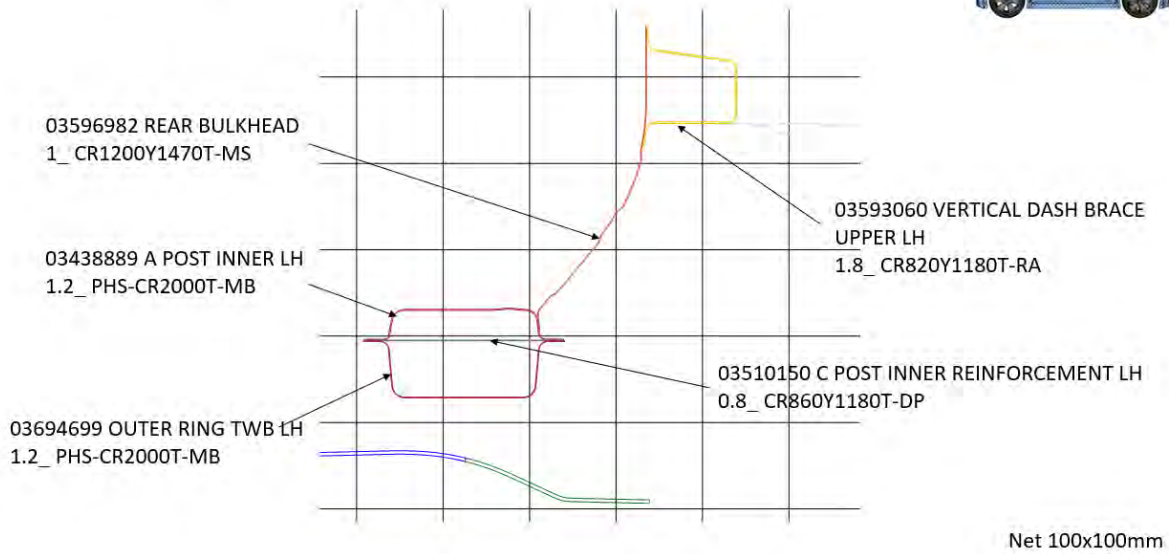 03596982 REAR BULKHEAD
1_ CR1200Y1470T-MS
03438889 A POST INNER LH
1.2_ PHS-CR2000T-MB
03694699 OUTER RING TWB LH
1.2_ PHS-CR2000T-MB
03593060 VERTICAL DASH BRACE
UPPER LH
1.8_ CR820Y1180T-RA
03510150 C POST INNER REINFORCEMENT LH
0.8_ CR860Y1180T-DP
Net 100x100mm